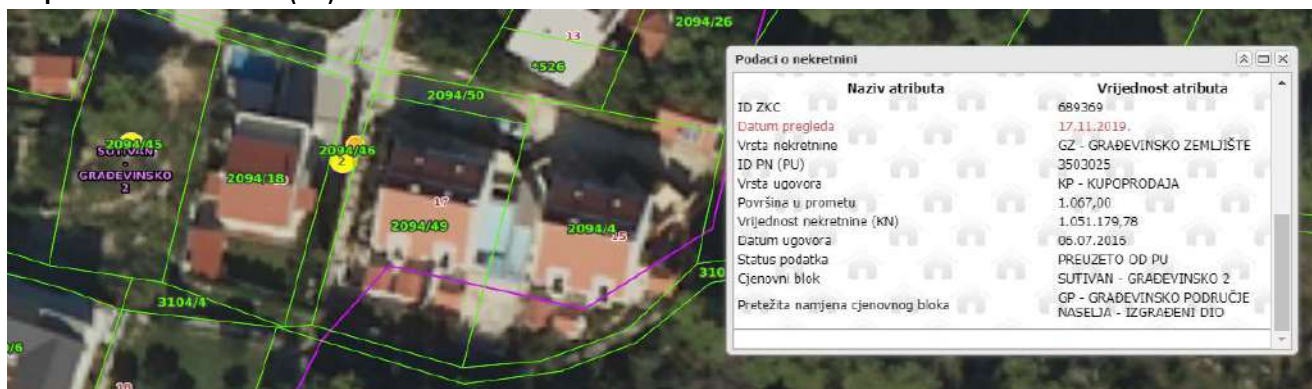 2094/26
13
*526
2094/50
2094/45
SUTIVAN
-
GRAĐEVINSKO
2
2094/46
2
2094/18
17
2094/49
2094/4
15
310
3104/4
0/6
10
Podaci o nekretnini
Naziv atributa Vrijednost atributa
ID ZKC 689369
Datum pregleda 17.11.2019.
Vrsta nekretnine GZ - GRAĐEVINSKO ZEMLJIŠTE
ID PN (PU) 3503025
Vrsta ugovora KP - KUPOPRODAJA
Površina u prometu 1.067,00
Vrijednost nekretnine (KN) 1.051.179,78
Datum ugovora 06.07.2016
Status podatka PREUZETO OD PU
Cjenovni blok SUTIVAN - GRAĐEVINSKO 2
Pretežita namjena cjenovnog bloka GP - GRAĐEVINSKO PODRUČJE
NASELJA - IZGRAĐENI DIO